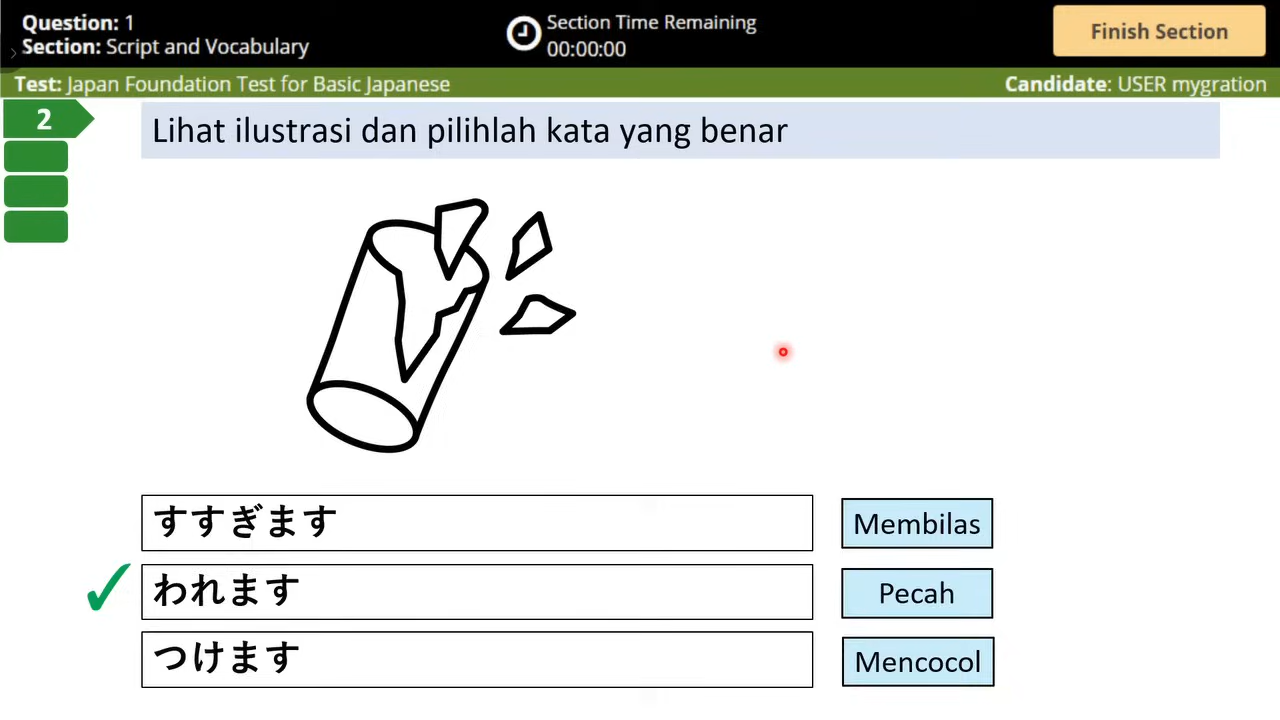 Question: 1
Section: Script and Vocabulary
Section Time Remaining
00:00:00
Finish Section
Test: Japan Foundation Test for Basic Japanese
Candidate: USER mygration
2
Lihat ilustrasi dan pilihlah kata yang benar
すすぎます
Membilas
われます
Pecah
つけます
Mencocol